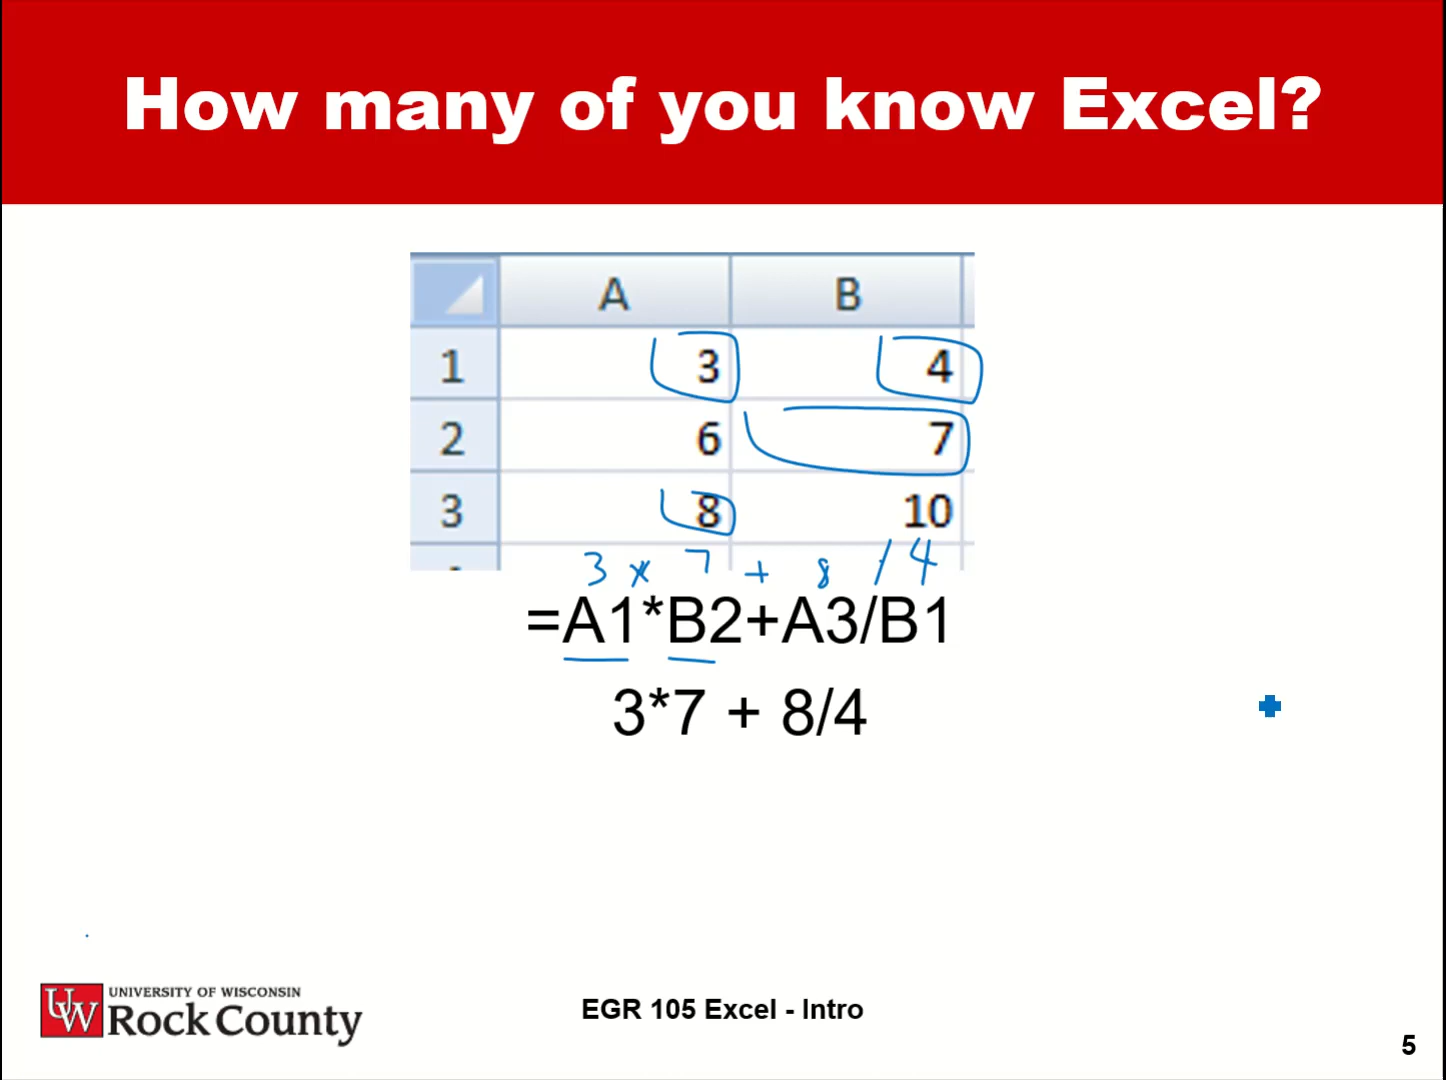 How many of you know Excel?
A B
1 3 4
2 6 7
3 8 10
3 * 7 + 8 / 4
=A1*B2+A3/B1
3*7 + 8/4
UW UNIVERSITY OF WISCONSIN
Rock County
EGR 105 Excel - Intro
5